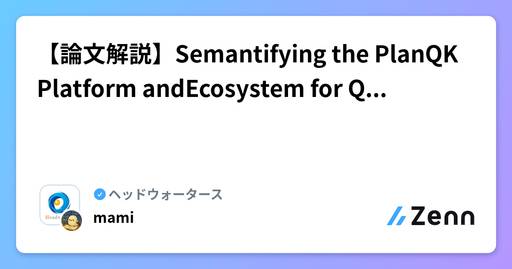 【論文解説】Semantifying the PlanQK
Platform andEcosystem for Q...
ヘッドウォータース
mami
Zenn